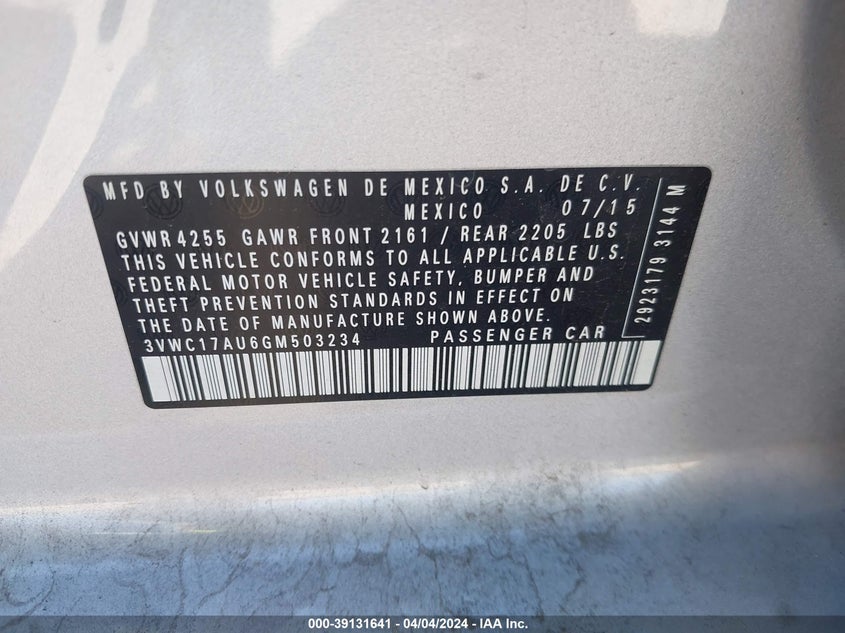 MFD BY VOLKSWAGEN DE MEXICO S.A. DE C.V.
MEXICO 07/15
GVWR 4255 GAWR FRONT 2161 / REAR 2205 LBS
THIS VEHICLE CONFORMS TO ALL APPLICABLE U.S.
FEDERAL MOTOR VEHICLE SAFETY, BUMPER AND
THEFT PREVENTION STANDARDS IN EFFECT ON
THE DATE OF MANUFACTURE SHOWN ABOVE.
3VWC17AU6GM503234 PASSENGER CAR
2923179 3144 M
000-39131641 - 04/04/2024 - IAA Inc.